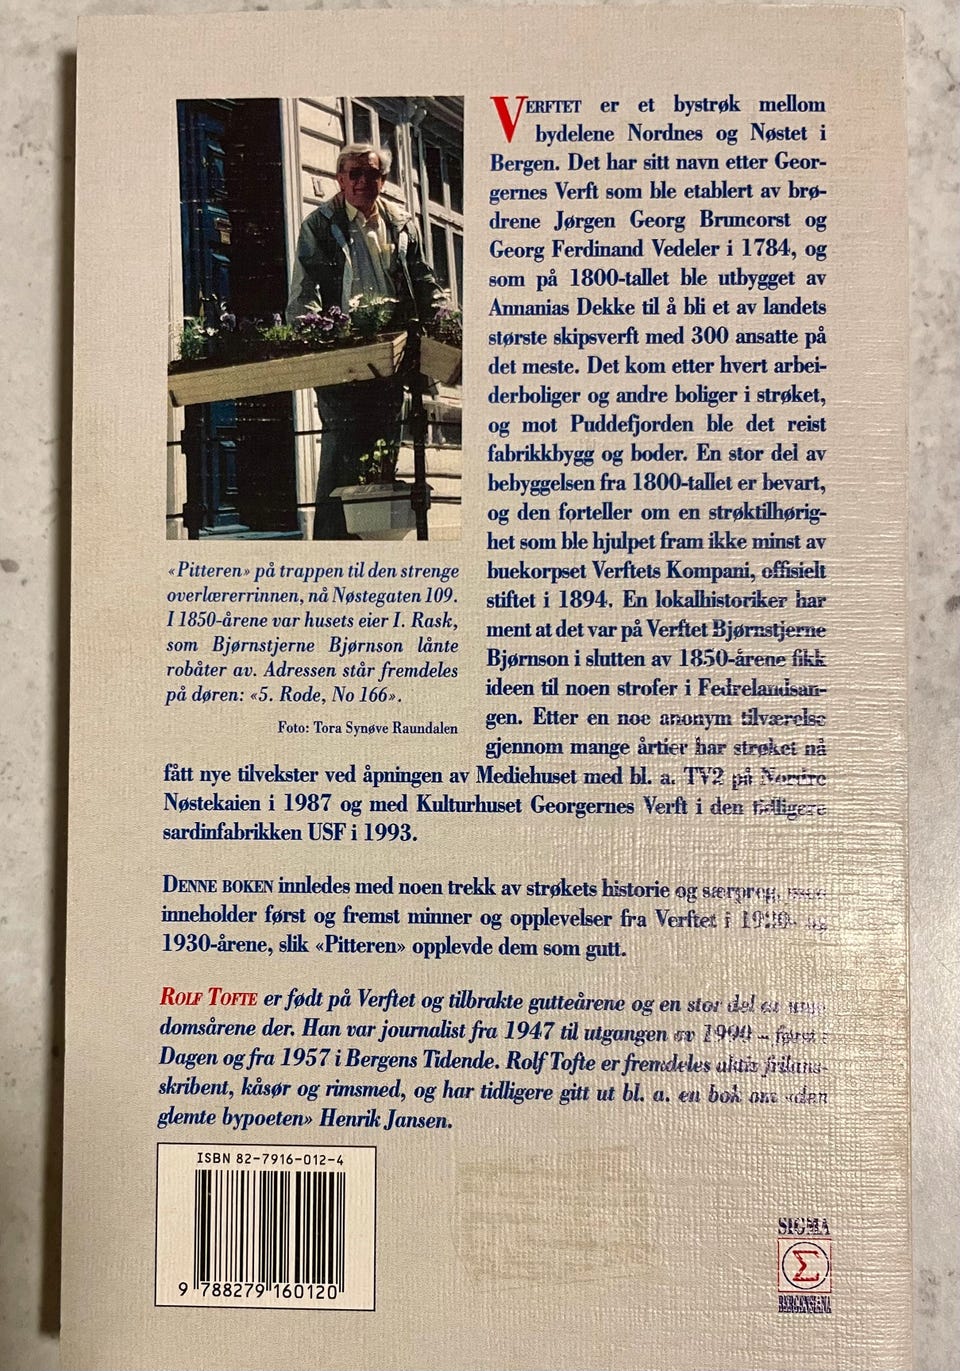 VERFTET er et bystrøk mellom
bydelene Nordnes og Nøstet i
Bergen. Det har sitt navn etter Geor-
gernes Verft som ble etablert av brø-
drene Jørgen Georg Bruncorst og
Georg Ferdinand Vedeler i 1784, og
som på 1800-tallet ble utbygget av
Annanias Dekke til å bli et av landets
største skipsverft med 300 ansatte på
det meste. Det kom etter hvert arbei-
derboliger og andre boliger i strøket,
og mot Puddefjorden ble det reist
fabrikkbygg og boder. En stor del av
bebyggelsen fra 1800-tallet er bevart,
og den forteller om en strøktilhørig-
het som ble hjulpet fram ikke minst av
buekorpset Verftets Kompani, offisielt
stiftet i 1894. En lokalhistoriker har
ment at det var på Verftet Bjørnstjerne
Bjørnson i slutten av 1850-årene fikk
ideen til noen strofer i Fedrelandsan-
gen. Etter en noe anonym tilværelse
gjennom mange årtier har strøket nå
fått nye tilvekster ved åpningen av Mediehuset med bl. a. TV2 på Nordre
Nøstekaien i 1987 og med Kulturhuset Georgernes Verft i den tidligere
sardinfabrikken USF i 1993.
«Pitteren» på trappen til den strenge
overlærerrinnen, nå Nøstegaten 109.
I 1850-årene var husets eier I. Rask,
som Bjørnstjerne Bjørnson lånte
robåter av. Adressen står fremdeles
på døren: «5. Rode, No 166».
Foto: Tora Synøve Raundalen
DENNE BOKEN innledes med noen trekk av strøkets historie og særpreg,
inneholder først og fremst minner og opplevelser fra Verftet i 1920- og
1930-årene, slik «Pitteren» opplevde dem som gutt.
ROLF TOFTE er født på Verftet og tilbrakte gutteårene og en stor del av ung-
domsårene der. Han var journalist fra 1947 til utgangen av 1990 – først i
Dagen og fra 1957 i Bergens Tidende. Rolf Tofte er fremdeles aktiv frilans-
skribent, kåsør og rimsmed, og har tidligere gitt ut bl. a. en bok om «den
glemte bypoeten» Henrik Jansen.
ISBN 82-7916-012-4
9 788279 160120
SIGMA
Σ
BERGENSIANA